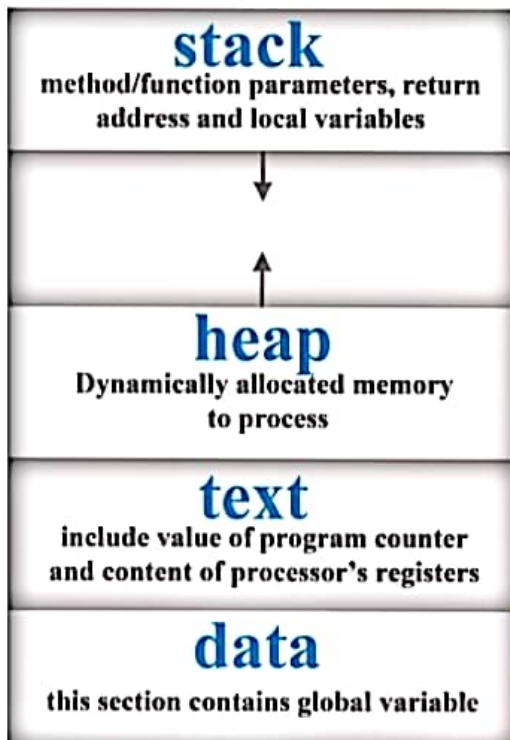 stack
method/function parameters, return
address and local variables
heap
Dynamically allocated memory
to process
text
include value of program counter
and content of processor's registers
data
this section contains global variable